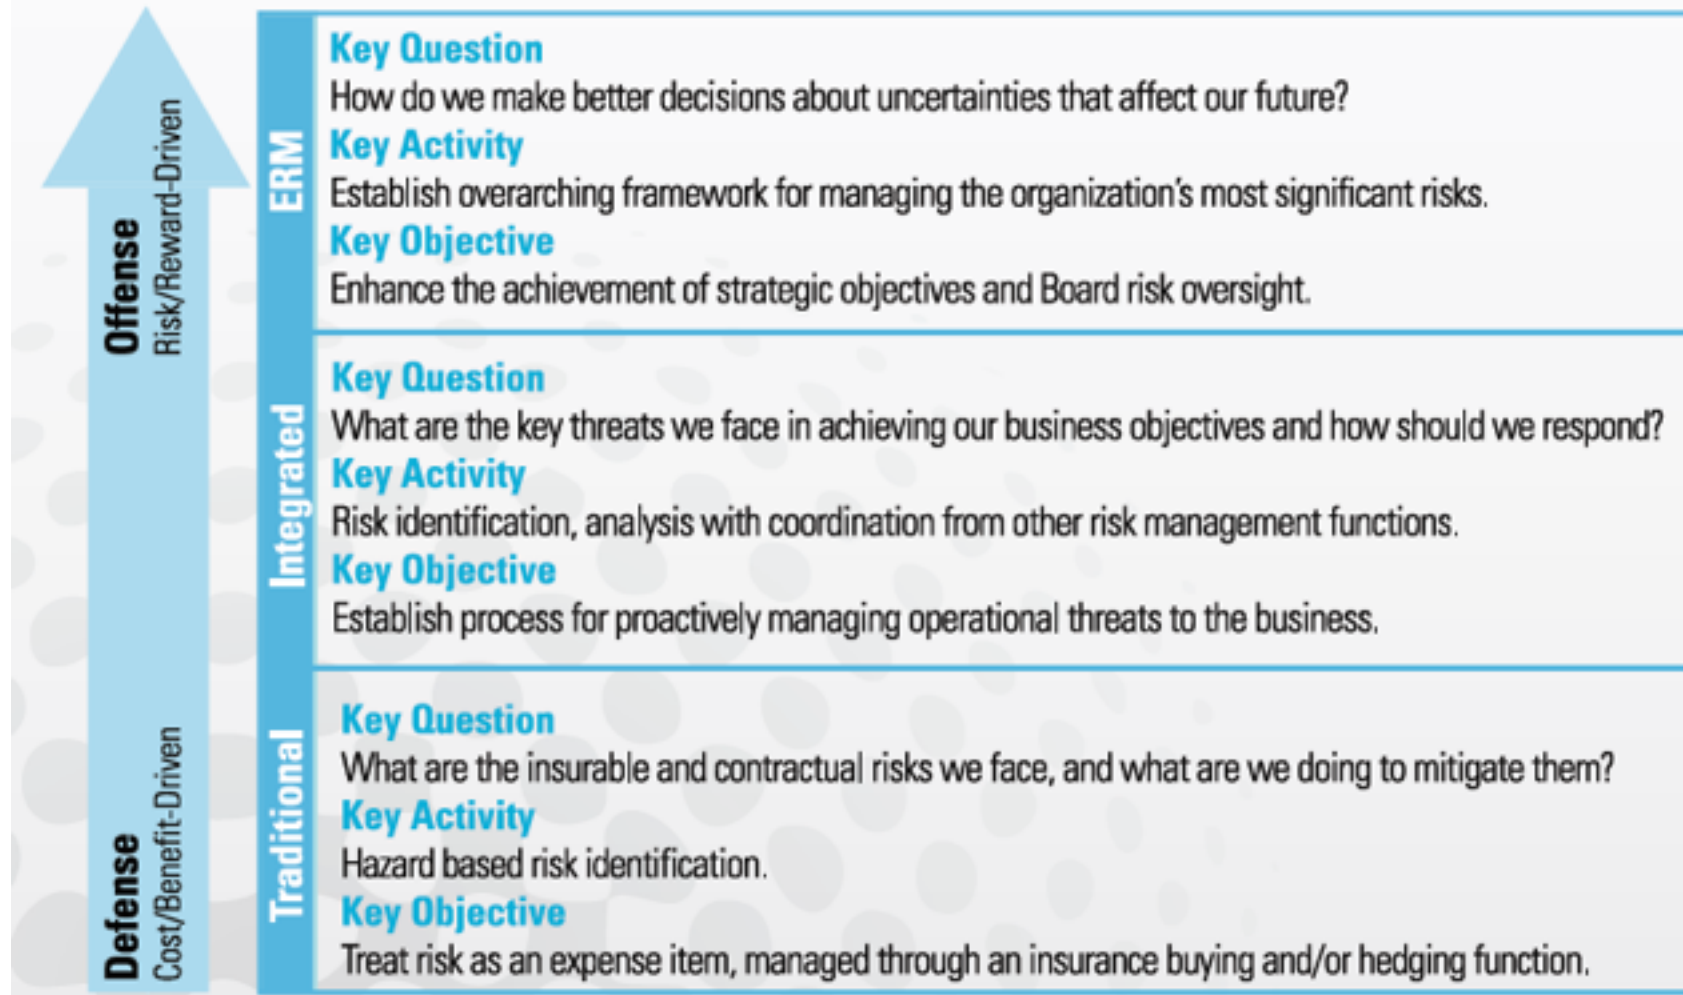 Offense
Risk/Reward-Driven
Defense
Cost/Benefit-Driven
ERM
Key Question
How do we make better decisions about uncertainties that affect our future?
Key Activity
Establish overarching framework for managing the organization's most significant risks.
Key Objective
Enhance the achievement of strategic objectives and Board risk oversight.
Integrated
Key Question
What are the key threats we face in achieving our business objectives and how should we respond?
Key Activity
Risk identification, analysis with coordination from other risk management functions.
Key Objective
Establish process for proactively managing operational threats to the business.
Traditional
Key Question
What are the insurable and contractual risks we face, and what are we doing to mitigate them?
Key Activity
Hazard based risk identification.
Key Objective
Treat risk as an expense item, managed through an insurance buying and/or hedging function.